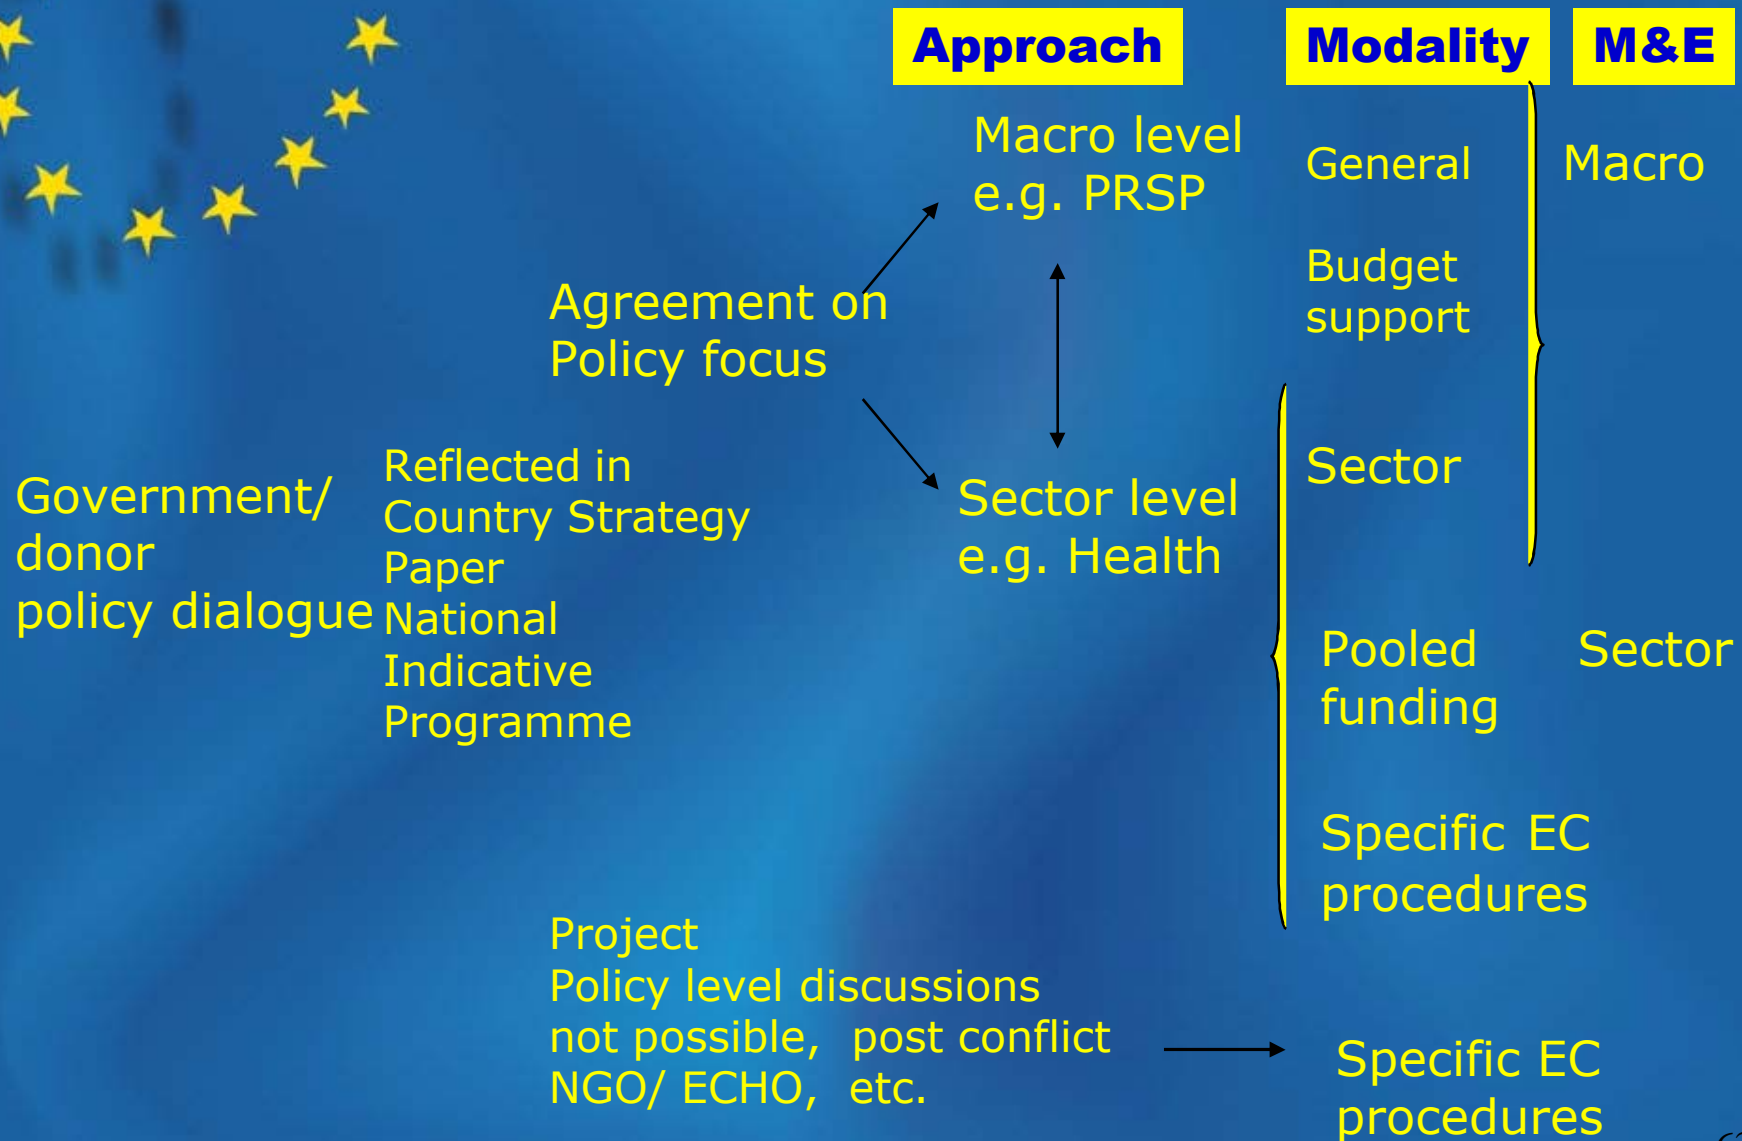 Approach
Modality
M&E
Macro level
e.g. PRSP
General
Macro
Budget
support
Agreement on
Policy focus
Government/
donor
policy dialogue
Reflected in
Country Strategy
Paper
National
Indicative
Programme
Sector level
e.g. Health
Sector
Pooled
funding
Sector
Specific EC
procedures
Project
Policy level discussions
not possible, post conflict
NGO/ ECHO, etc.
Specific EC
procedures